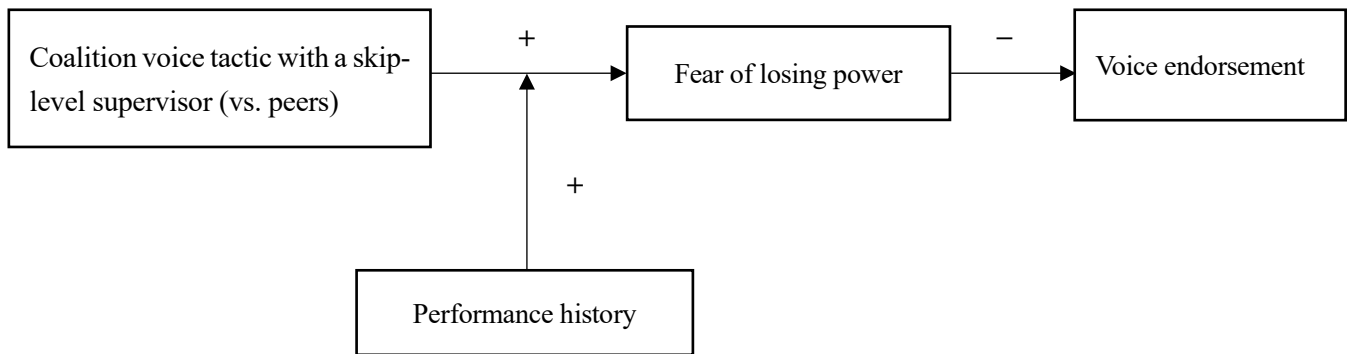 +
−
Coalition voice tactic with a skip-
level supervisor (vs. peers)
Fear of losing power
Voice endorsement
+
Performance history